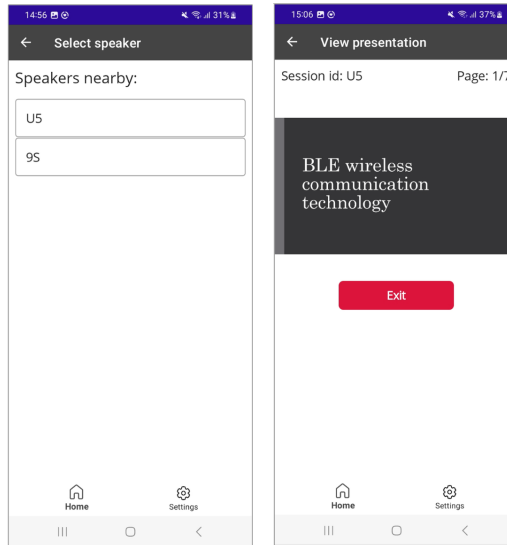 14:56 31%
Select speaker
Speakers nearby:
U5
9S
Home Settings
15:06 37%
View presentation
Session id: U5 Page: 1/7
BLE wireless
communication
technology
Exit
Home Settings